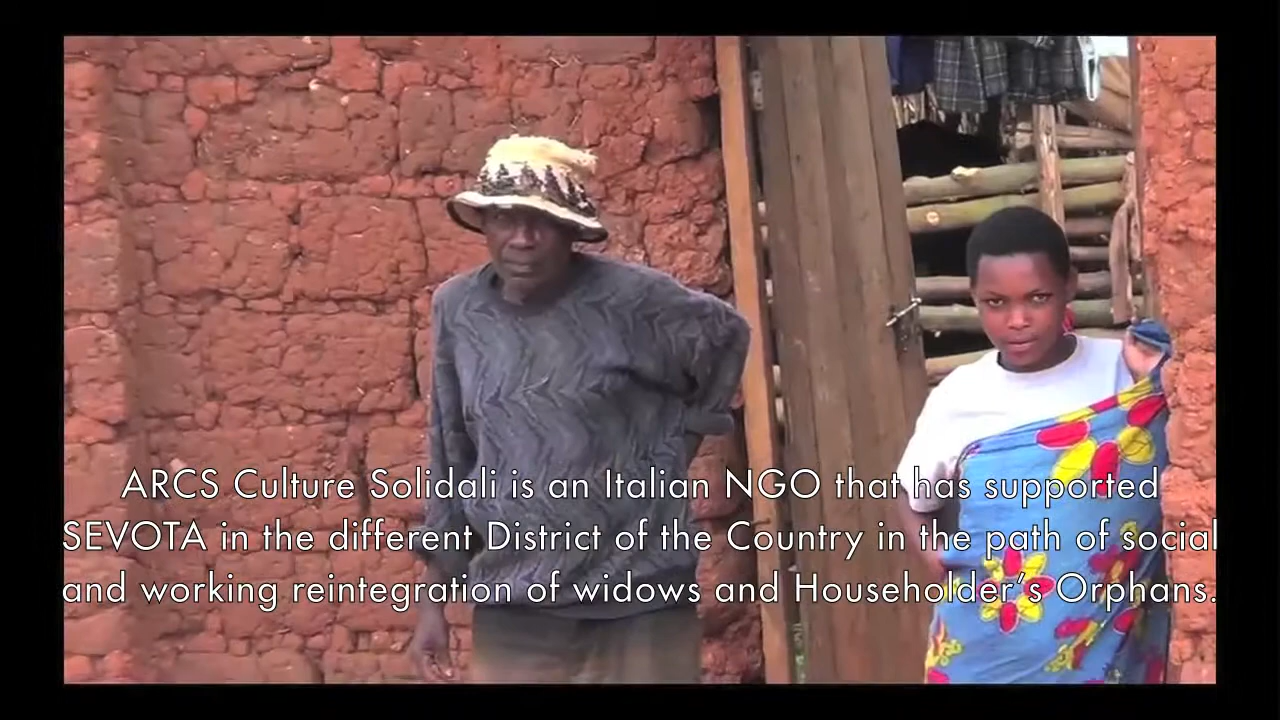 ARCS Culture Solidali is an Italian NGO that has supported
SEVOTA in the different District of the Country in the path of social
and working reintegration of widows and Householder's Orphans.